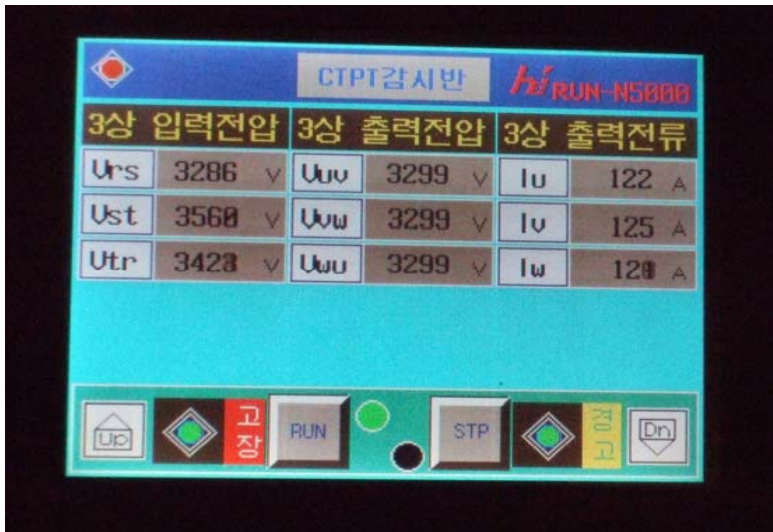 CTPT감시반
hi RUN-N5000
3상 입력전압 3상 출력전압 3상 출력전류
Vrs 3286 V Vuv 3299 V Iu 122 A
Vst 3560 V Vvw 3299 V Iv 125 A
Vtr V Vwu 3299 V Iw A
Up 고장 RUN STP 경고 Dn